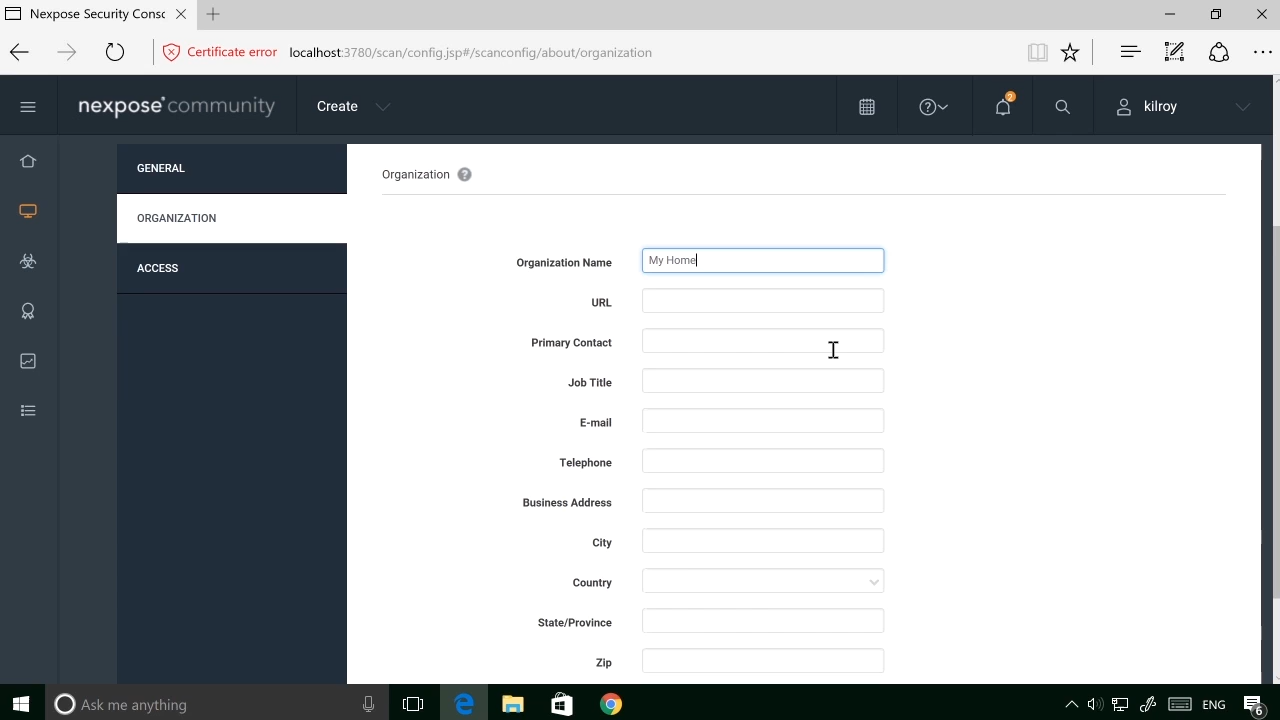 Nexpose Security Consc
Certificate error
localhost:3780/scan/config.jsp#/scanconfig/about/organization
nexpose community
Create
2
kilroy
GENERAL
ORGANIZATION
ACCESS
Organization
Organization Name
My Home
URL
Primary Contact
Job Title
E-mail
Telephone
Business Address
City
Country
State/Province
Zip
Ask me anything
ENG
6